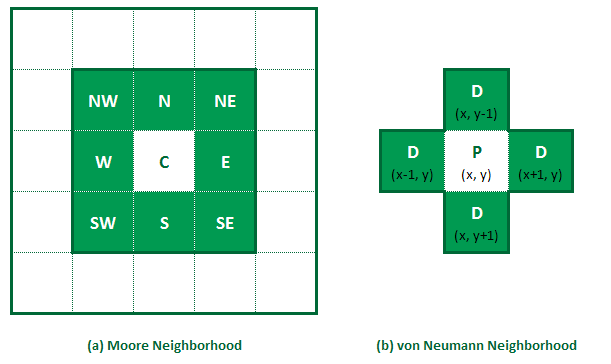 NW N NE
W C E
SW S SE
(a) Moore Neighborhood
D
(x, y-1)
D P D
(x-1, y) (x, y) (x+1, y)
D
(x, y+1)
(b) von Neumann Neighborhood